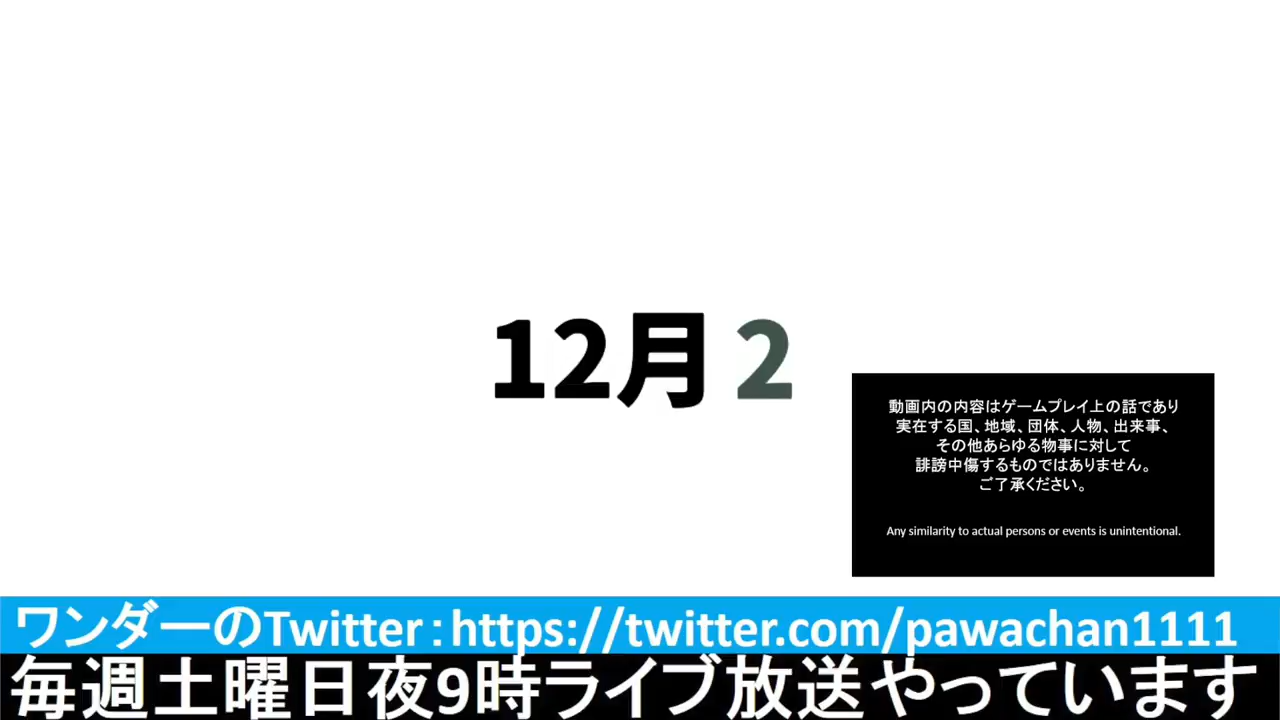 12月2
動画内の内容はゲームプレイ上の話であり
実在する国、地域、団体、人物、出来事、
その他あらゆる物事に対して
誹謗中傷するものではありません。
ご了承ください。
Any similarity to actual persons or events is unintentional.
ワンダーのTwitter：https://twitter.com/pawachan1111
毎週土曜日夜9時ライブ放送やっています